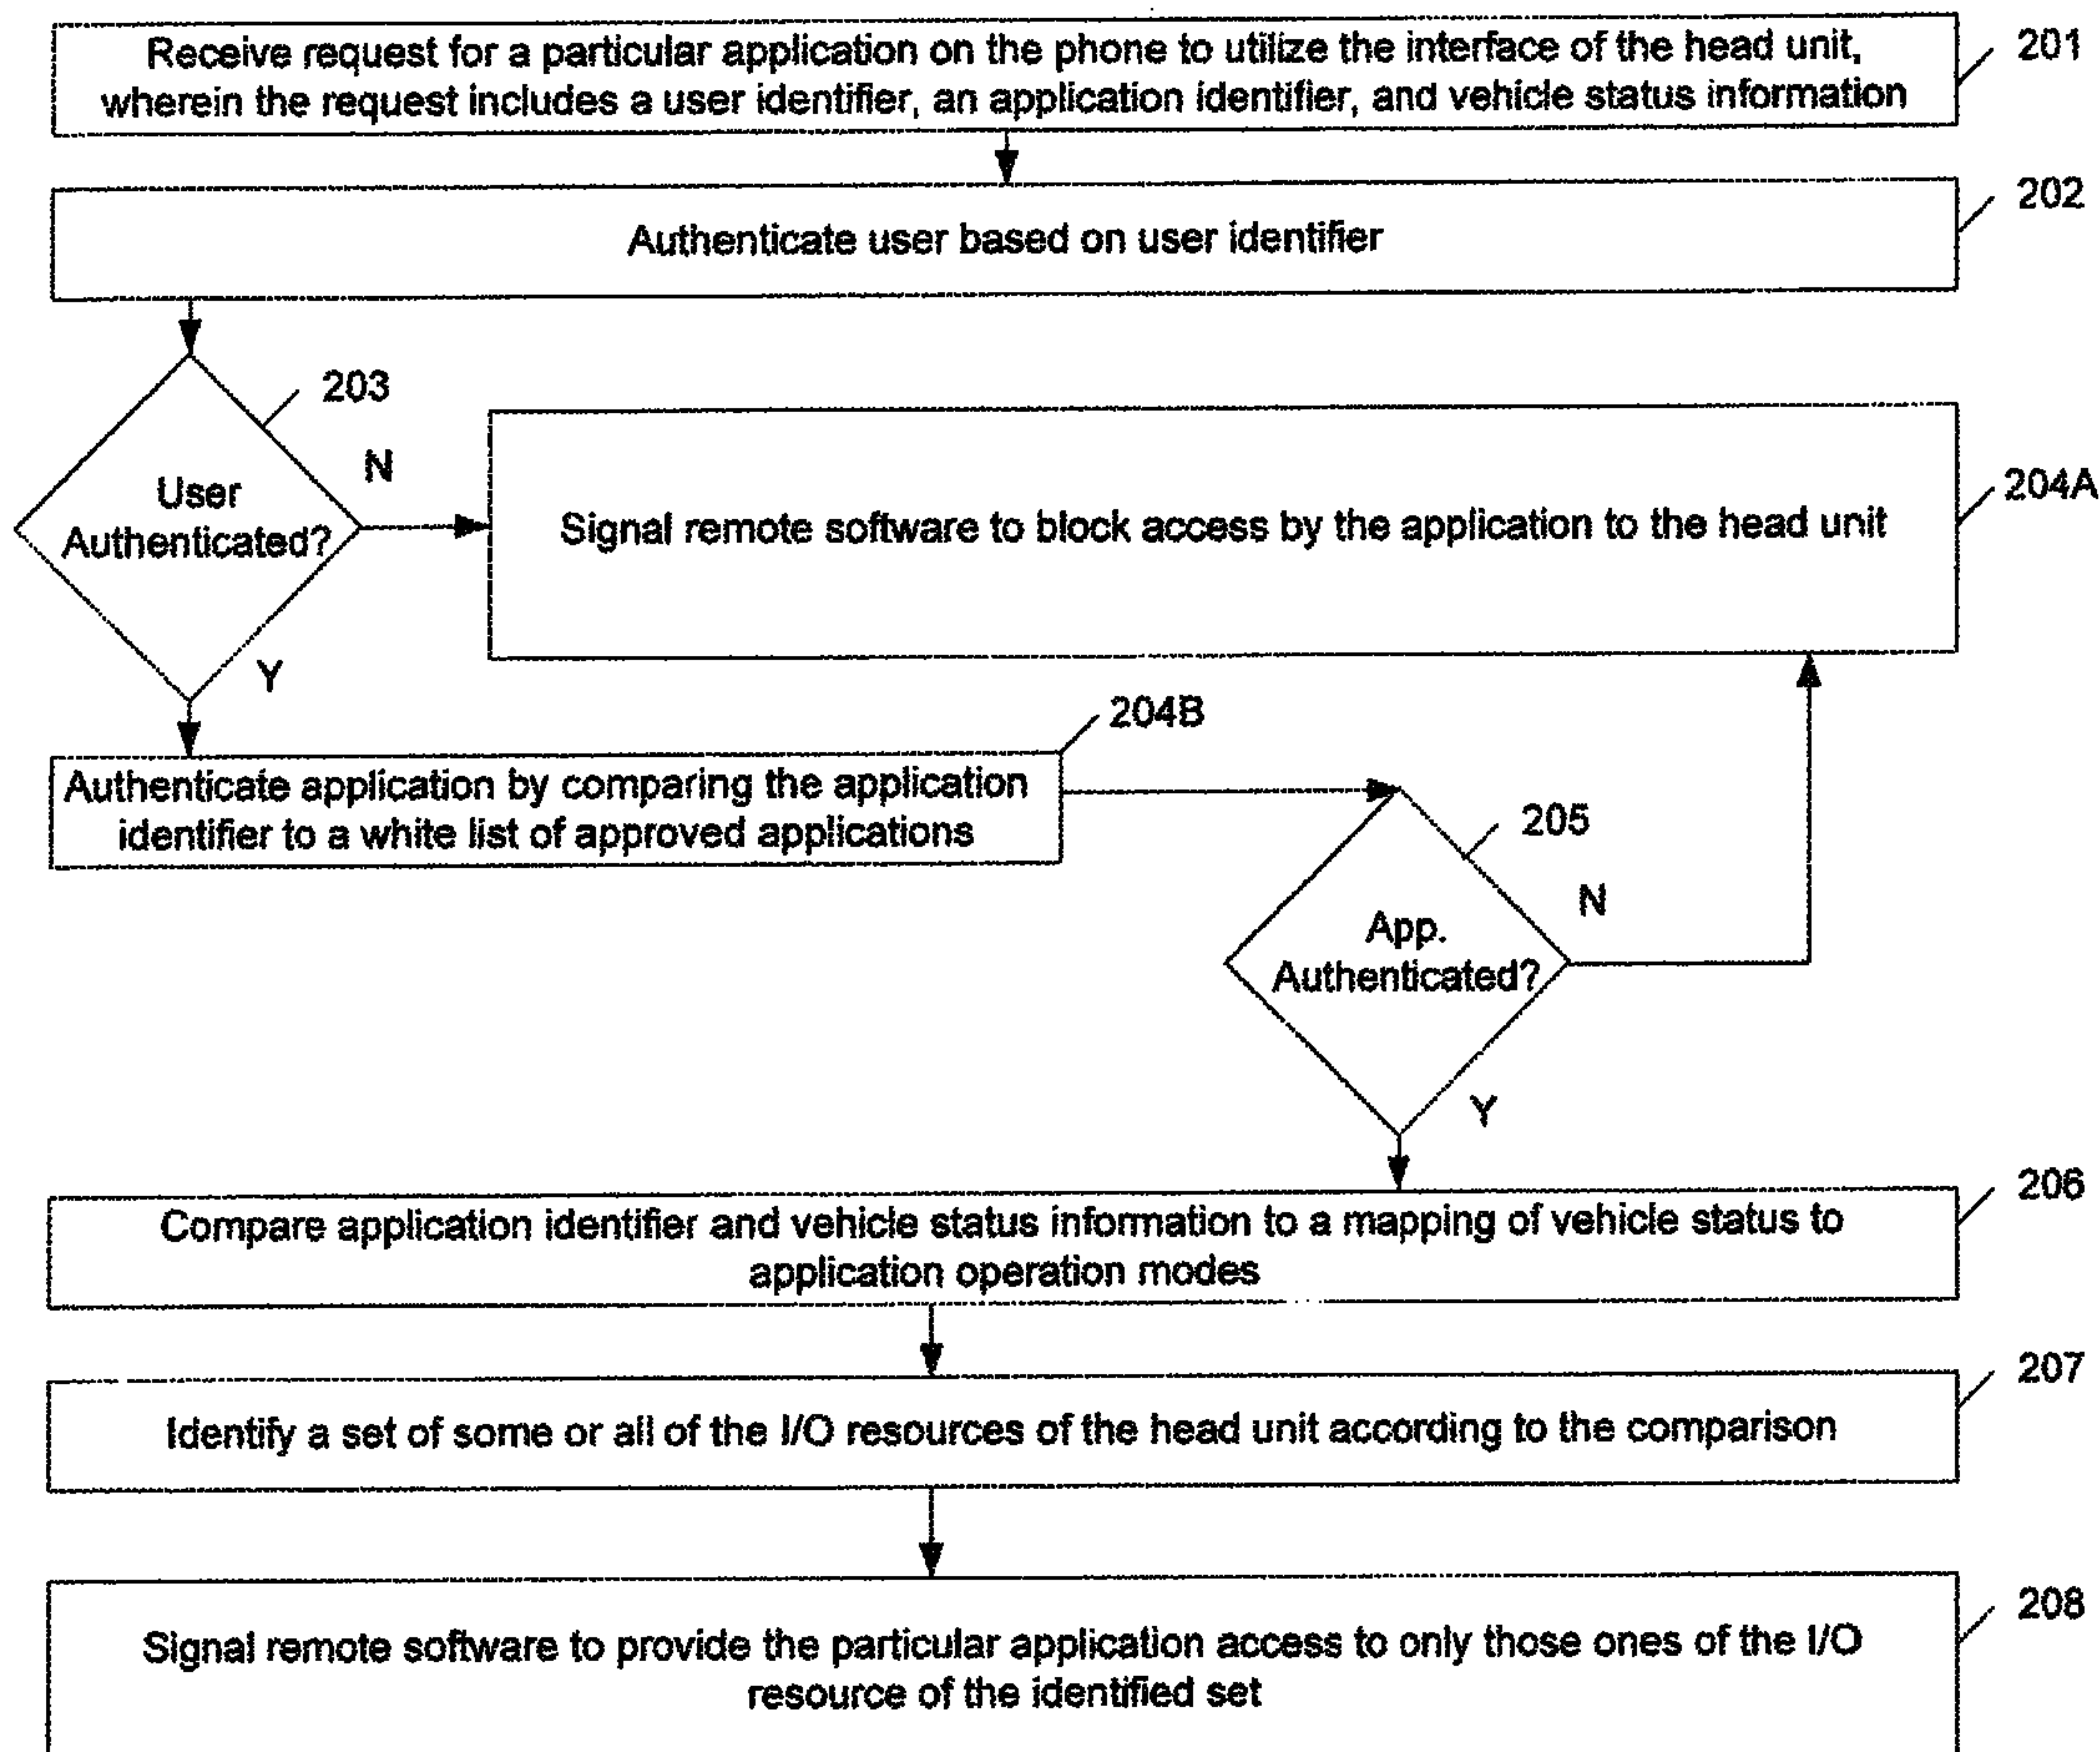 Receive request for a particular application on the phone to utilize the interface of the head unit,
wherein the request includes a user identifier, an application identifier, and vehicle status information
201
Authenticate user based on user identifier
202
203
User
Authenticated?
N
Y
Signal remote software to block access by the application to the head unit
204A
204B
Authenticate application by comparing the application
identifier to a white list of approved applications
205
App.
Authenticated?
N
Y
Compare application identifier and vehicle status information to a mapping of vehicle status to
application operation modes
206
Identify a set of some or all of the I/O resources of the head unit according to the comparison
207
Signal remote software to provide the particular application access to only those ones of the I/O
resource of the identified set
208